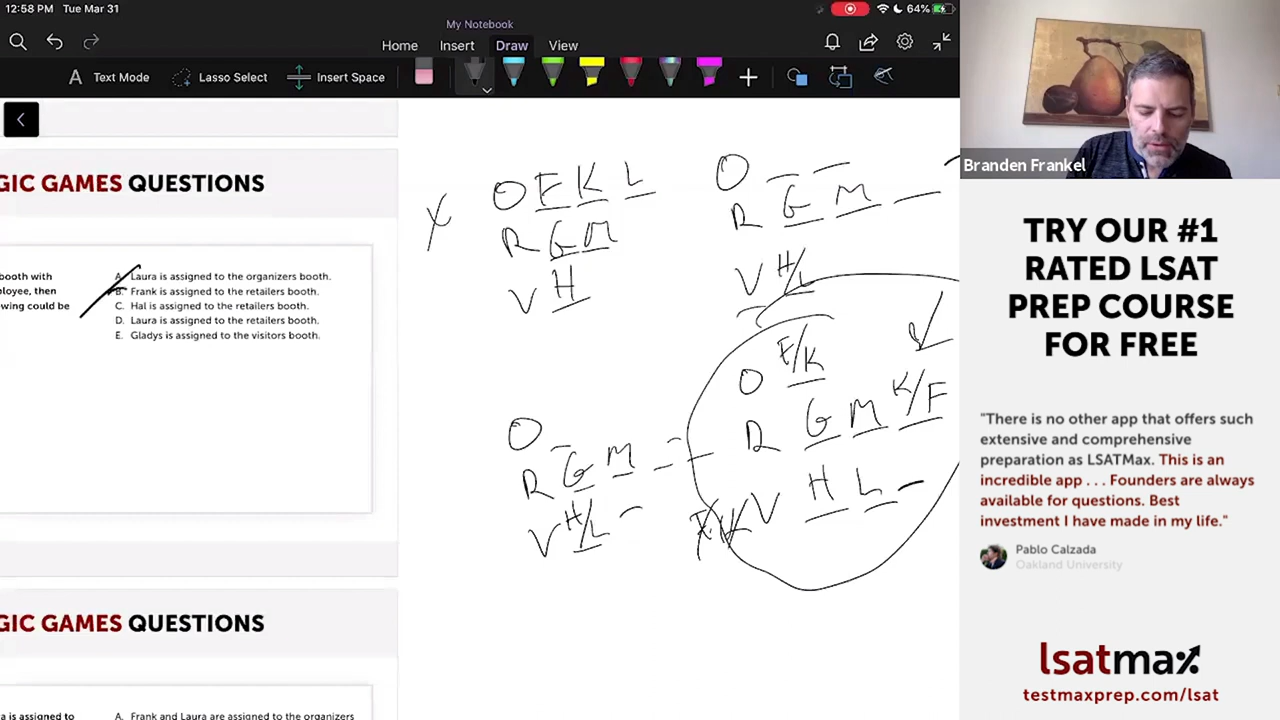 12:58 PM Tue Mar 31
64%
My Notebook
Home Insert Draw View
A Text Mode Lasso Select Insert Space
GIC GAMES QUESTIONS
booth with
ployee, then
owing could be
A. Laura is assigned to the organizers booth.
B. Frank is assigned to the retailers booth.
C. Hal is assigned to the retailers booth.
D. Laura is assigned to the retailers booth.
E. Gladys is assigned to the visitors booth.
GIC GAMES QUESTIONS
a is assigned to
A. Frank and Laura are assigned to the organizers
X
O F K L
R G M
V H
O
R G M
V H/L
O F/K
R G M K/F
V H L
O
R G M
V H/L
Branden Frankel
TRY OUR #1
RATED LSAT
PREP COURSE
FOR FREE
"There is no other app that offers such
extensive and comprehensive
preparation as LSATMax. This is an
incredible app . . . Founders are always
available for questions. Best
investment I have made in my life."
Pablo Calzada
Oakland University
lsatmax
testmaxprep.com/lsat